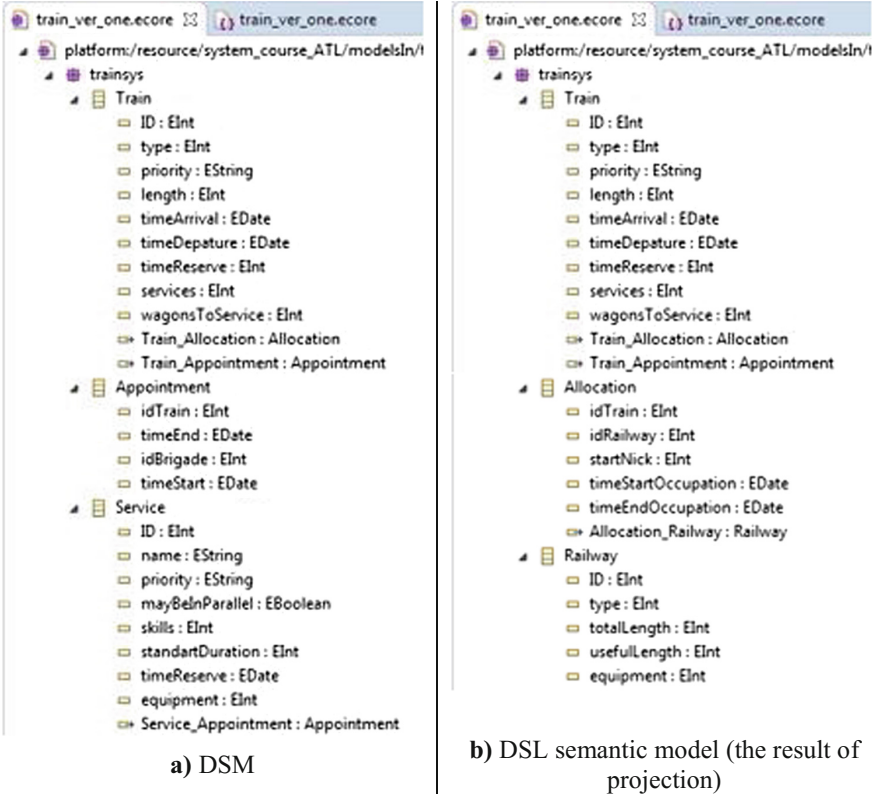 train_ver_one.ecore
train_ver_one.ecore
platform:/resource/system_course_ATL/modelsIn/
trainsys
Train
ID : EInt
type : EInt
priority : EString
length : EInt
timeArrival : EDate
timeDepature : EDate
timeReserve : EInt
services : EInt
wagonsToService : EInt
Train_Allocation : Allocation
Train_Appointment : Appointment
Appointment
idTrain : EInt
timeEnd : EDate
idBrigade : EInt
timeStart : EDate
Service
ID : EInt
name : EString
priority : EString
mayBeInParallel : EBoolean
skills : EInt
standartDuration : EInt
timeReserve : EDate
equipment : EInt
Service_Appointment : Appointment
a) DSM
train_ver_one.ecore
train_ver_one.ecore
platform:/resource/system_course_ATL/modelsIn/
trainsys
Train
ID : EInt
type : EInt
priority : EString
length : EInt
timeArrival : EDate
timeDepature : EDate
timeReserve : EInt
services : EInt
wagonsToService : EInt
Train_Allocation : Allocation
Train_Appointment : Appointment
Allocation
idTrain : EInt
idRailway : EInt
startNick : EInt
timeStartOccupation : EDate
timeEndOccupation : EDate
Allocation_Railway : Railway
Railway
ID : EInt
type : EInt
totalLength : EInt
usefulLength : EInt
equipment : EInt
b) DSL semantic model (the result of
projection)